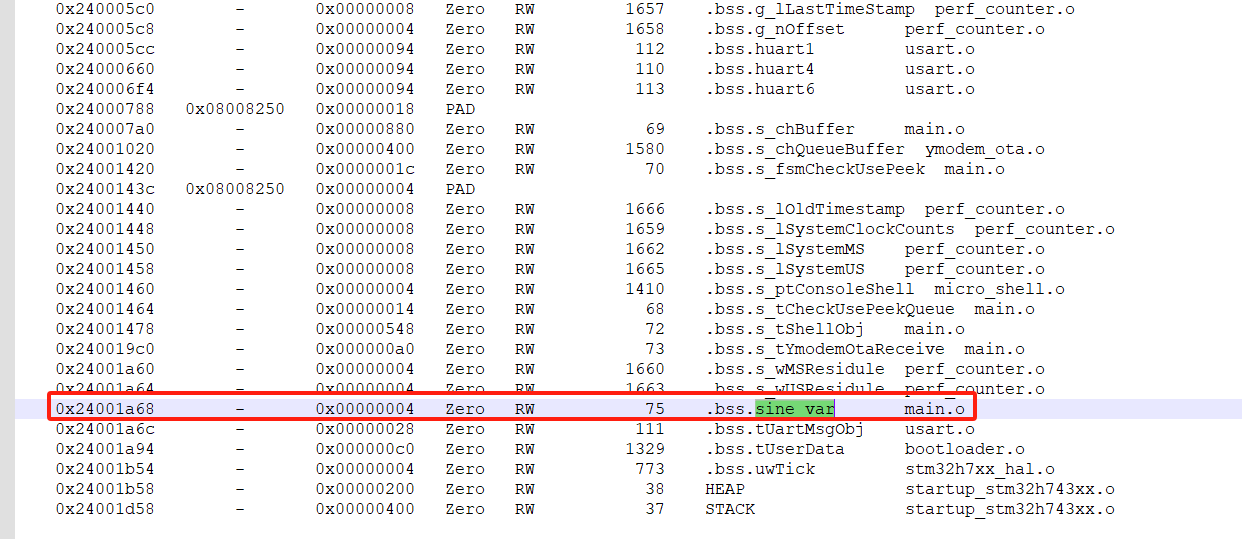 0x240005c0 - 0x00000008 Zero RW 1657 .bss.g_lLastTimeStamp perf_counter.o
0x240005c8 - 0x00000004 Zero RW 1658 .bss.g_nOffset perf_counter.o
0x240005cc - 0x00000094 Zero RW 112 .bss.huart1 usart.o
0x24000660 - 0x00000094 Zero RW 110 .bss.huart4 usart.o
0x240006f4 - 0x00000094 Zero RW 113 .bss.huart6 usart.o
0x24000788 0x08008250 0x00000018 PAD
0x240007a0 - 0x00000880 Zero RW 69 .bss.s_chBuffer main.o
0x24001020 - 0x00000400 Zero RW 1580 .bss.s_chQueueBuffer ymodem_ota.o
0x24001420 - 0x0000001c Zero RW 70 .bss.s_fsmCheckUsePeek main.o
0x2400143c 0x08008250 0x00000004 PAD
0x24001440 - 0x00000008 Zero RW 1666 .bss.s_lOldTimestamp perf_counter.o
0x24001448 - 0x00000008 Zero RW 1659 .bss.s_lSystemClockCounts perf_counter.o
0x24001450 - 0x00000008 Zero RW 1662 .bss.s_lSystemMS perf_counter.o
0x24001458 - 0x00000008 Zero RW 1665 .bss.s_lSystemUS perf_counter.o
0x24001460 - 0x00000004 Zero RW 1410 .bss.s_ptConsoleShell micro_shell.o
0x24001464 - 0x00000014 Zero RW 68 .bss.s_tCheckUsePeekQueue main.o
0x24001478 - 0x00000548 Zero RW 72 .bss.s_tShellObj main.o
0x240019c0 - 0x000000a0 Zero RW 73 .bss.s_tYmodemOtaReceive main.o
0x24001a60 - 0x00000004 Zero RW 1660 .bss.s_wMSResidule perf_counter.o
0x24001a64 - 0x00000004 Zero RW 1663 .bss.s_wUSResidule perf_counter.o
0x24001a68 - 0x00000004 Zero RW 75 .bss.sine_var main.o
0x24001a6c - 0x00000028 Zero RW 111 .bss.tUartMsgObj usart.o
0x24001a94 - 0x000000c0 Zero RW 1329 .bss.tUserData bootloader.o
0x24001b54 - 0x00000004 Zero RW 773 .bss.uwTick stm32h7xx_hal.o
0x24001b58 - 0x00000200 Zero RW 38 HEAP startup_stm32h743xx.o
0x24001d58 - 0x00000400 Zero RW 37 STACK startup_stm32h743xx.o